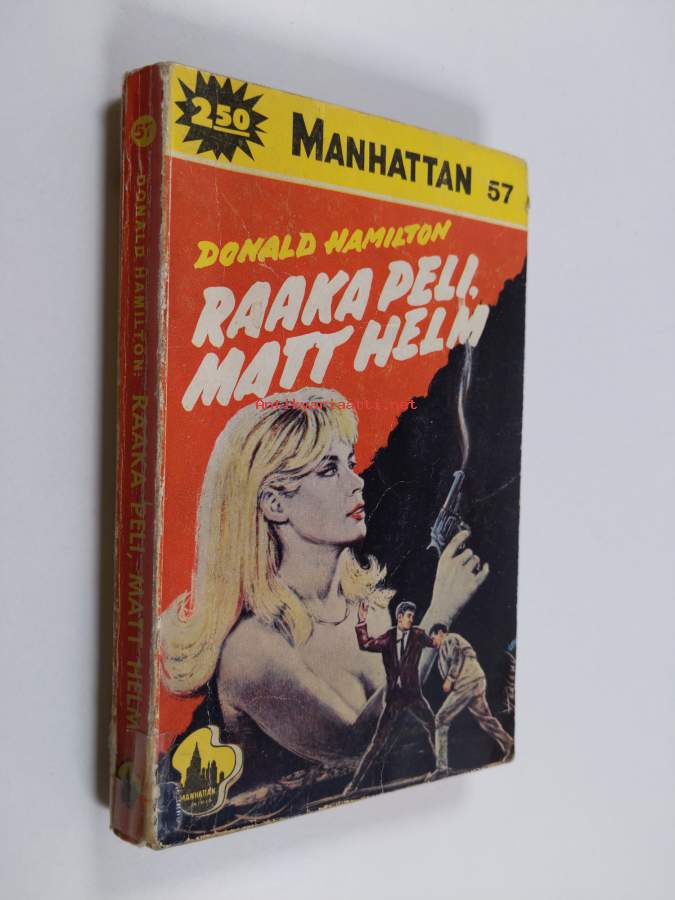 2.50
MANHATTAN 57
DONALD HAMILTON
RAAKA PELI,
MATT HELM
Antikvariaatti.net
MANHATTAN
57
DONALD HAMILTON: RAAKA PELI, MATT HELM